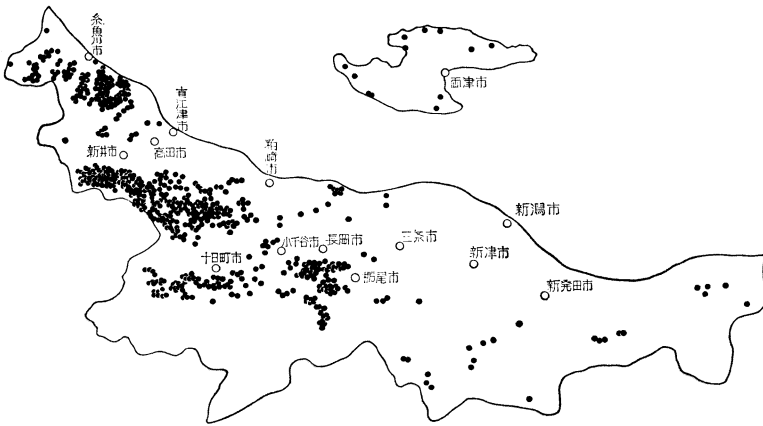 糸魚川市
直江津市
新井市
高田市
柏崎市
両津市
十日町市
小千谷市
長岡市
三条市
栃尾市
新潟市
新津市
新発田市